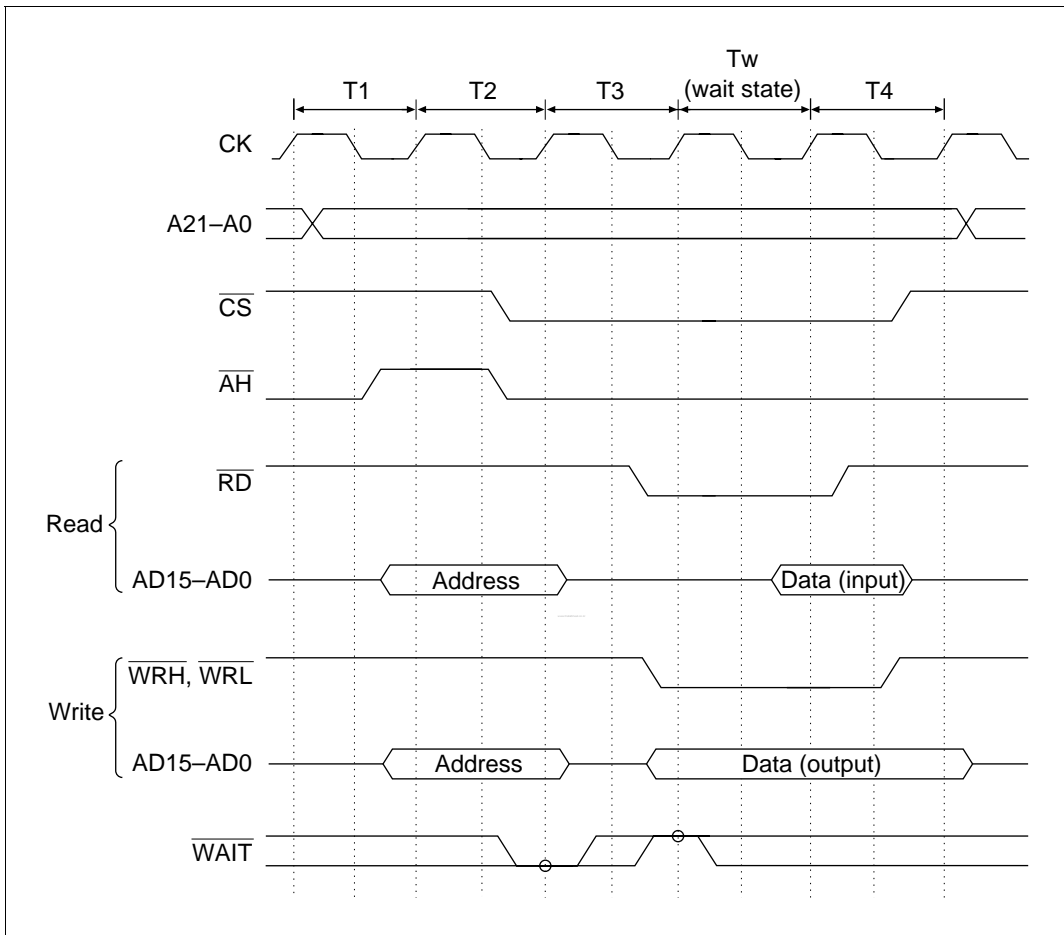 Tw
(wait state)
T1 T2 T3 T4
CK
A21–A0
CS
AH
RD
Read
AD15–AD0 Address Data (input)
WRH, WRL
Write
AD15–AD0 Address Data (output)
WAIT